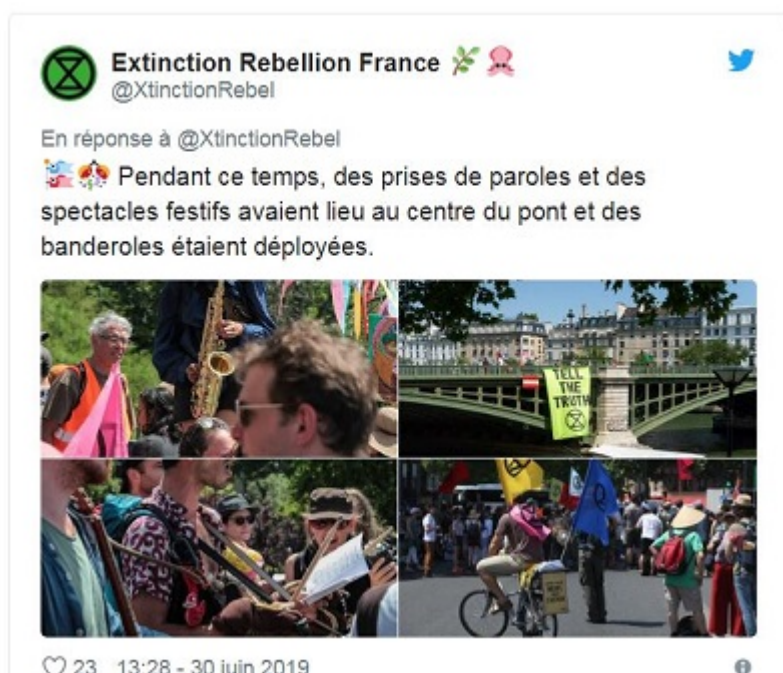 Extinction Rebellion France 🌿 🦑
@XtinctionRebel
En réponse à @XtinctionRebel
🎏 🎊 Pendant ce temps, des prises de paroles et des
spectacles festifs avaient lieu au centre du pont et des
banderoles étaient déployées.
TELL
THE
TRUTH
23 13:28 - 30 juin 2019